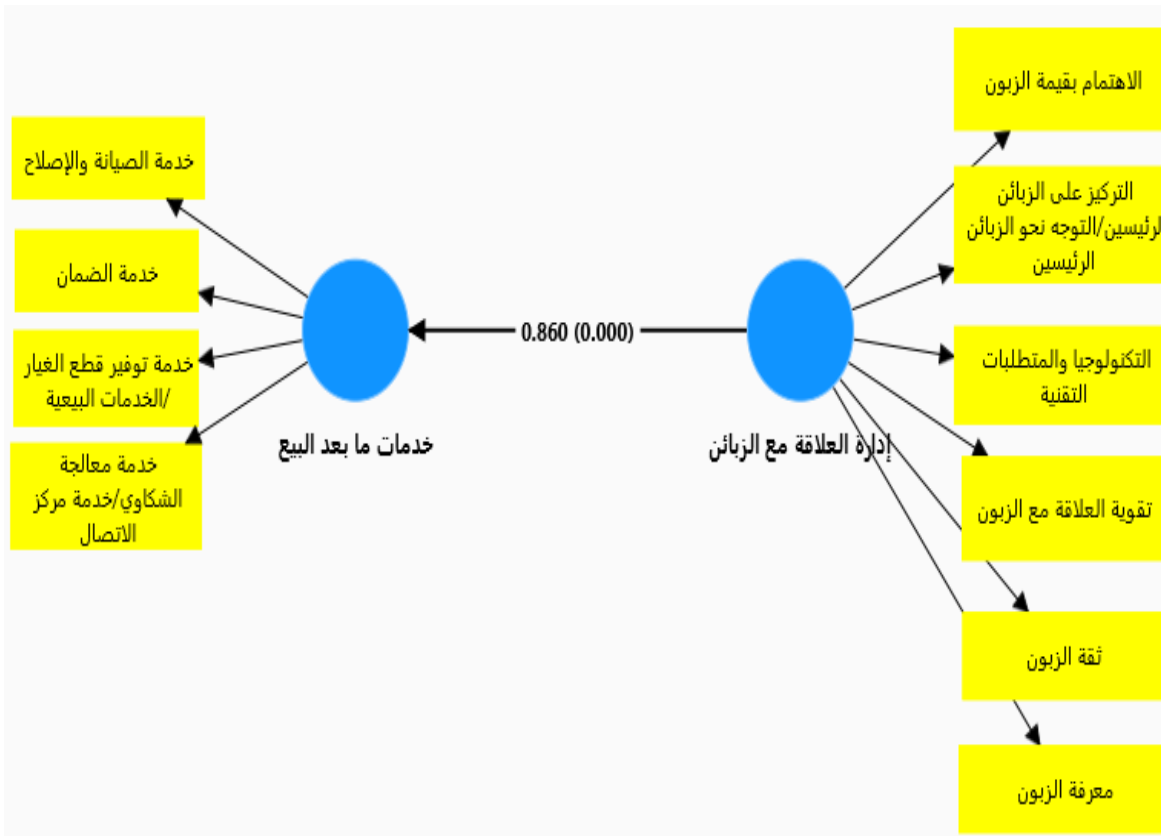 الاهتمام بقيمة الزبون
التركيز على الزبائن
لرئيسين/التوجه نحو الزبائن
الرئيسين
التكنولوجيا والمتطلبات
التقنية
تقوية العلاقة مع الزبون
ثقة الزبون
معرفة الزبون
إدارة العلاقة مع الزبائن
0.860 (0.000)
خدمات ما بعد البيع
خدمة الصيانة والإصلاح
خدمة الضمان
خدمة توفير قطع الغيار
/الخدمات البيعية
خدمة معالجة
الشكاوي/خدمة مركز
الاتصال